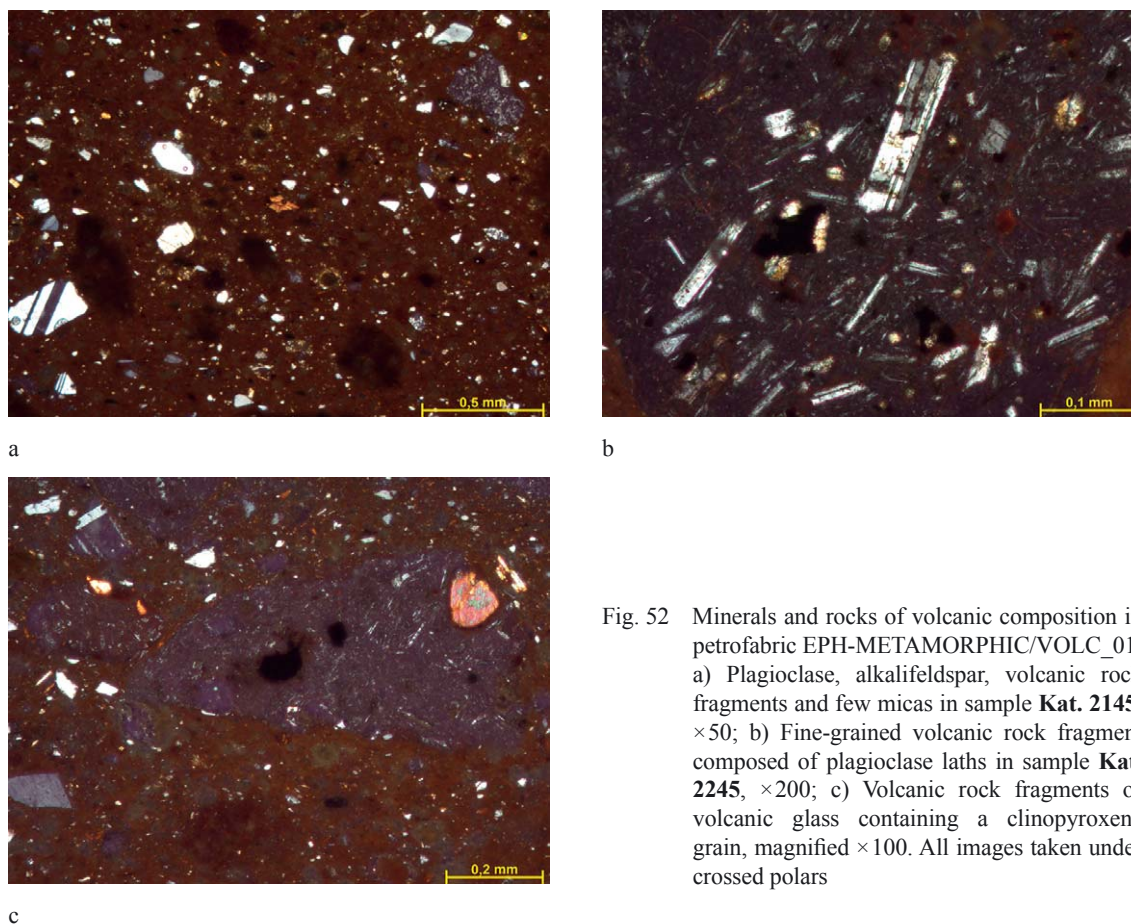 0,5 mm
0,1 mm
a
b
0,2 mm
Fig. 52 Minerals and rocks of volcanic composition i
petrofabric EPH-METAMORPHIC/VOLC_01
a) Plagioclase, alkalifeldspar, volcanic roc
fragments and few micas in sample Kat. 2145
×50; b) Fine-grained volcanic rock fragmen
composed of plagioclase laths in sample Kat
2245, ×200; c) Volcanic rock fragments o
volcanic glass containing a clinopyroxen
grain, magnified ×100. All images taken unde
crossed polars
c